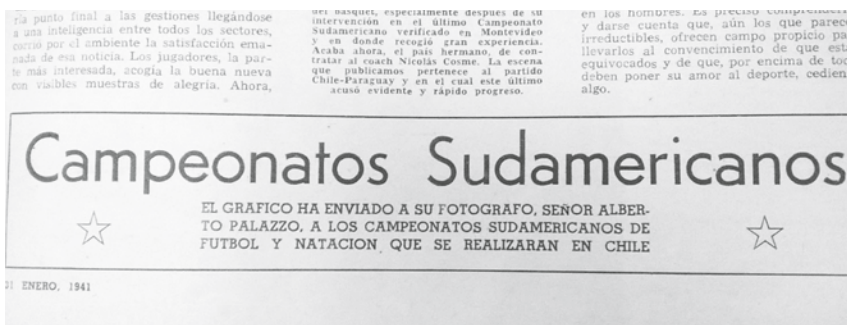 ría punto final a las gestiones llegándose
a una inteligencia entre todos los sectores,
corrió por el ambiente la satisfacción ema-
nada de esa noticia. Los jugadores, la par-
te más interesada, acogía la buena nueva
con visibles muestras de alegría. Ahora,
del basquet, especialmente después de su
intervención en el último Campeonato
Sudamericano verificado en Montevideo
y en donde recogió gran experiencia.
Acaba ahora, el país hermano, de con-
tratar al coach Nicolás Cosme. La escena
que publicamos pertenece al partido
Chile-Paraguay y en el cual este último
acusó evidente y rápido progreso.
en los hombres. Es preciso
y darse cuenta que, aún los que parec
irreductibles, ofrecen campo propicio pa
llevarlos al convencimiento de que est
equivocados y de que, por encima de to
deben poner su amor al deporte, cedien
algo.
Campeonatos Sudamericanos
EL GRAFICO HA ENVIADO A SU FOTOGRAFO, SEÑOR ALBER-
TO PALAZZO, A LOS CAMPEONATOS SUDAMERICANOS DE
FUTBOL Y NATACION QUE SE REALIZARAN EN CHILE
31 ENERO, 1941